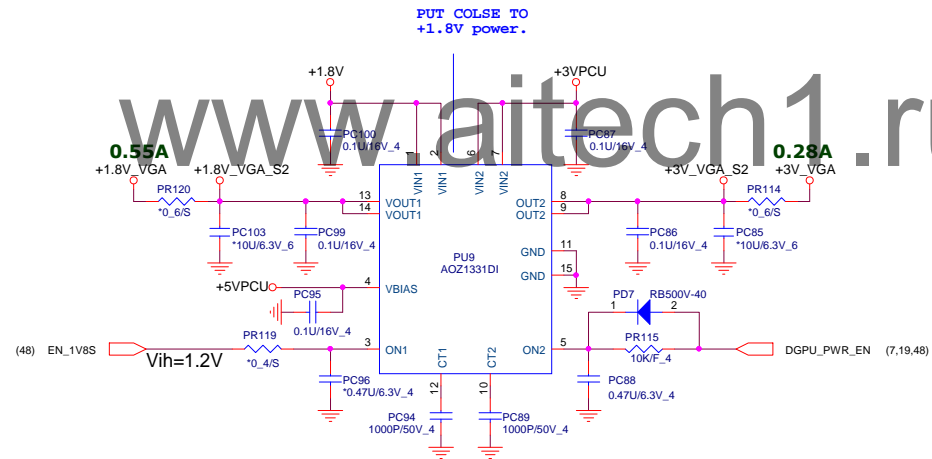 PUT COLSE TO
+1.8V power.
+1.8V
+3VPCU
www.aitech1.ru
PC100
0.1U/16V_4
PC87
0.1U/16V_4
1
2
6
7
VIN1
VIN1
VIN2
VIN2
0.55A
+1.8V_VGA
+1.8V_VGA_S2
PR120
*0_6/S
13
14
VOUT1
VOUT1
PC103
*10U/6.3V_6
PC99
0.1U/16V_4
0.28A
+3V_VGA_S2
+3V_VGA
PR114
*0_6/S
OUT2
OUT2
8
9
PC86
0.1U/16V_4
PC85
*10U/6.3V_6
PU9
AOZ1331DI
GND
GND
11
15
+5VPCU
4
VBIAS
PC95
0.1U/16V_4
PD7
RB500V-40
1
2
(48)
EN_1V8S
Vih=1.2V
PR119
*0_4/S
3
ON1
ON2
5
PR115
10K/F_4
DGPU_PWR_EN
(7,19,48)
PC96
*0.47U/6.3V_4
CT1
CT2
12
10
PC88
0.47U/6.3V_4
PC94
1000P/50V_4
PC89
1000P/50V_4